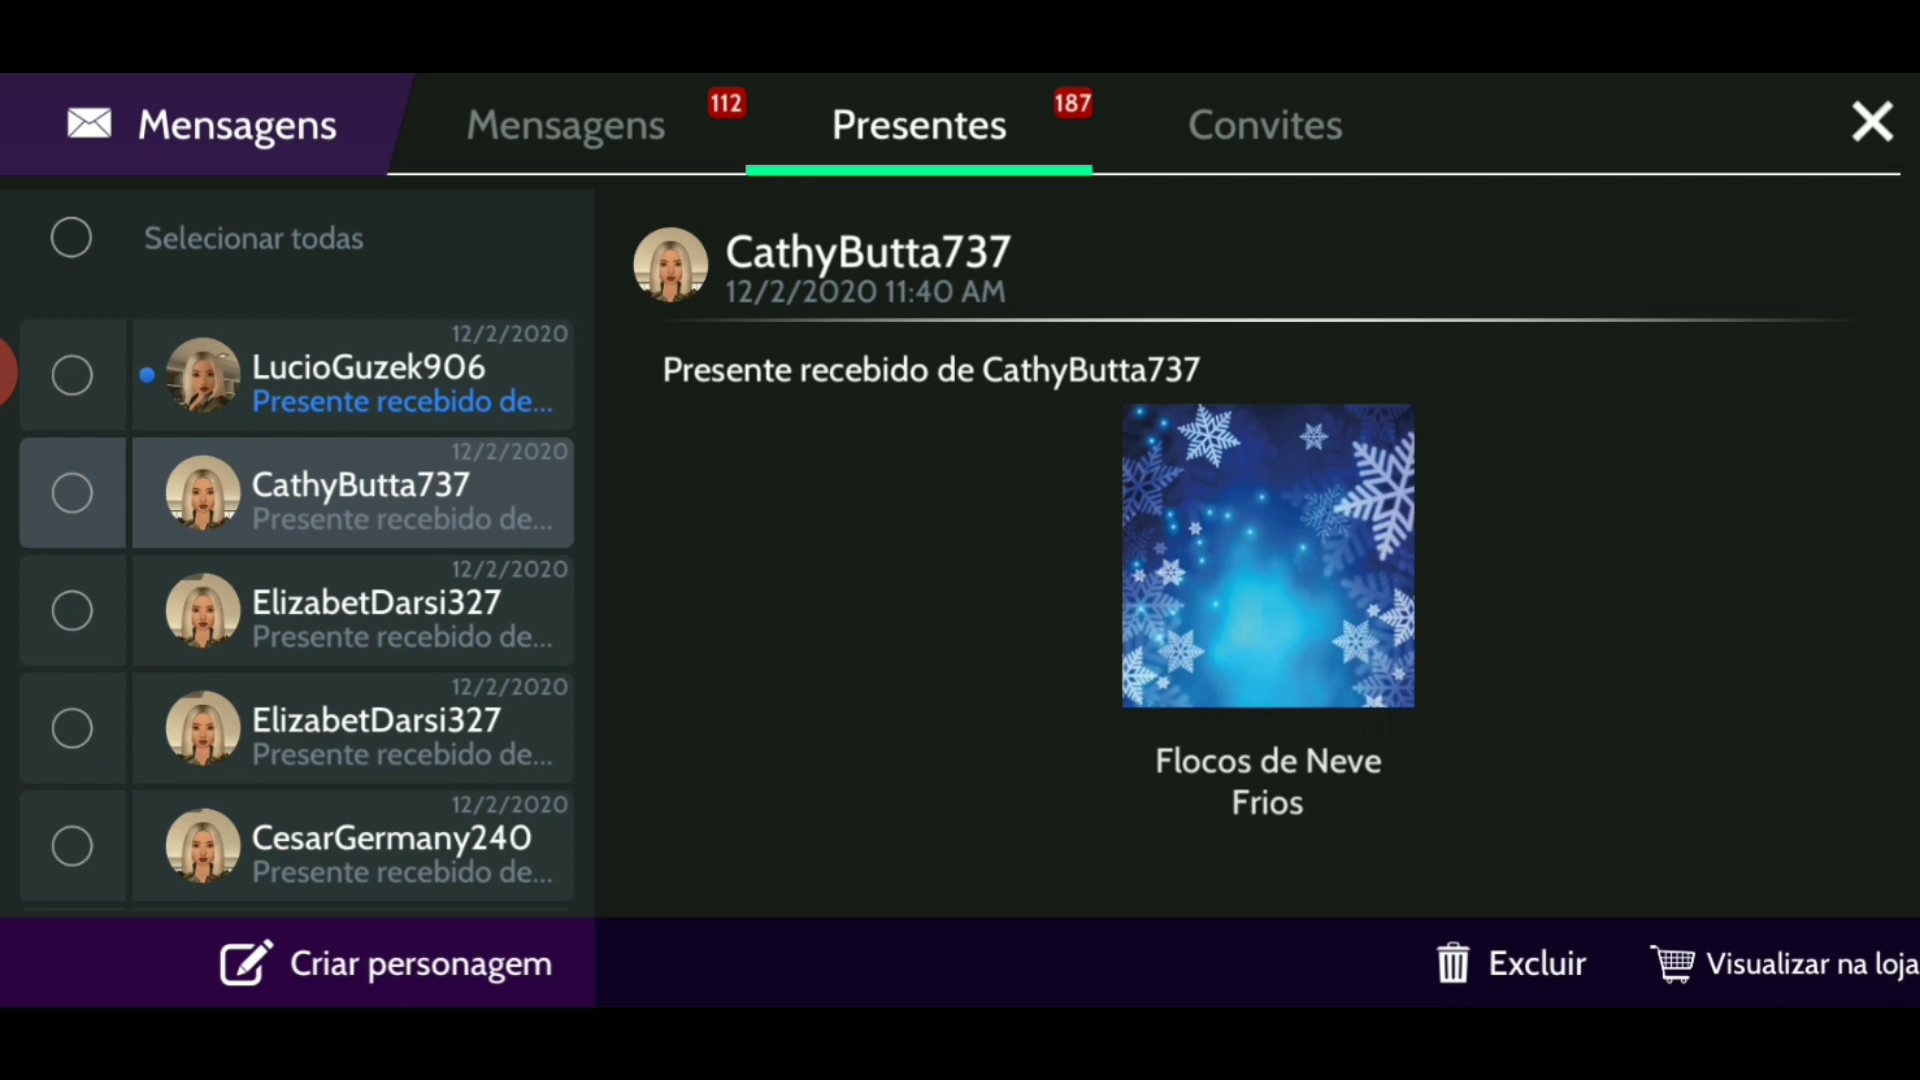 Mensagens
Mensagens
112
Presentes
187
Convites
Selecionar todas
12/2/2020
LucioGuzek906
Presente recebido de...
12/2/2020
CathyButta737
Presente recebido de...
12/2/2020
ElizabetDarsi327
Presente recebido de...
12/2/2020
ElizabetDarsi327
Presente recebido de...
12/2/2020
CesarGermany240
Presente recebido de...
Criar personagem
CathyButta737
12/2/2020 11:40 AM
Presente recebido de CathyButta737
Flocos de Neve
Frios
Excluir
Visualizar na loja